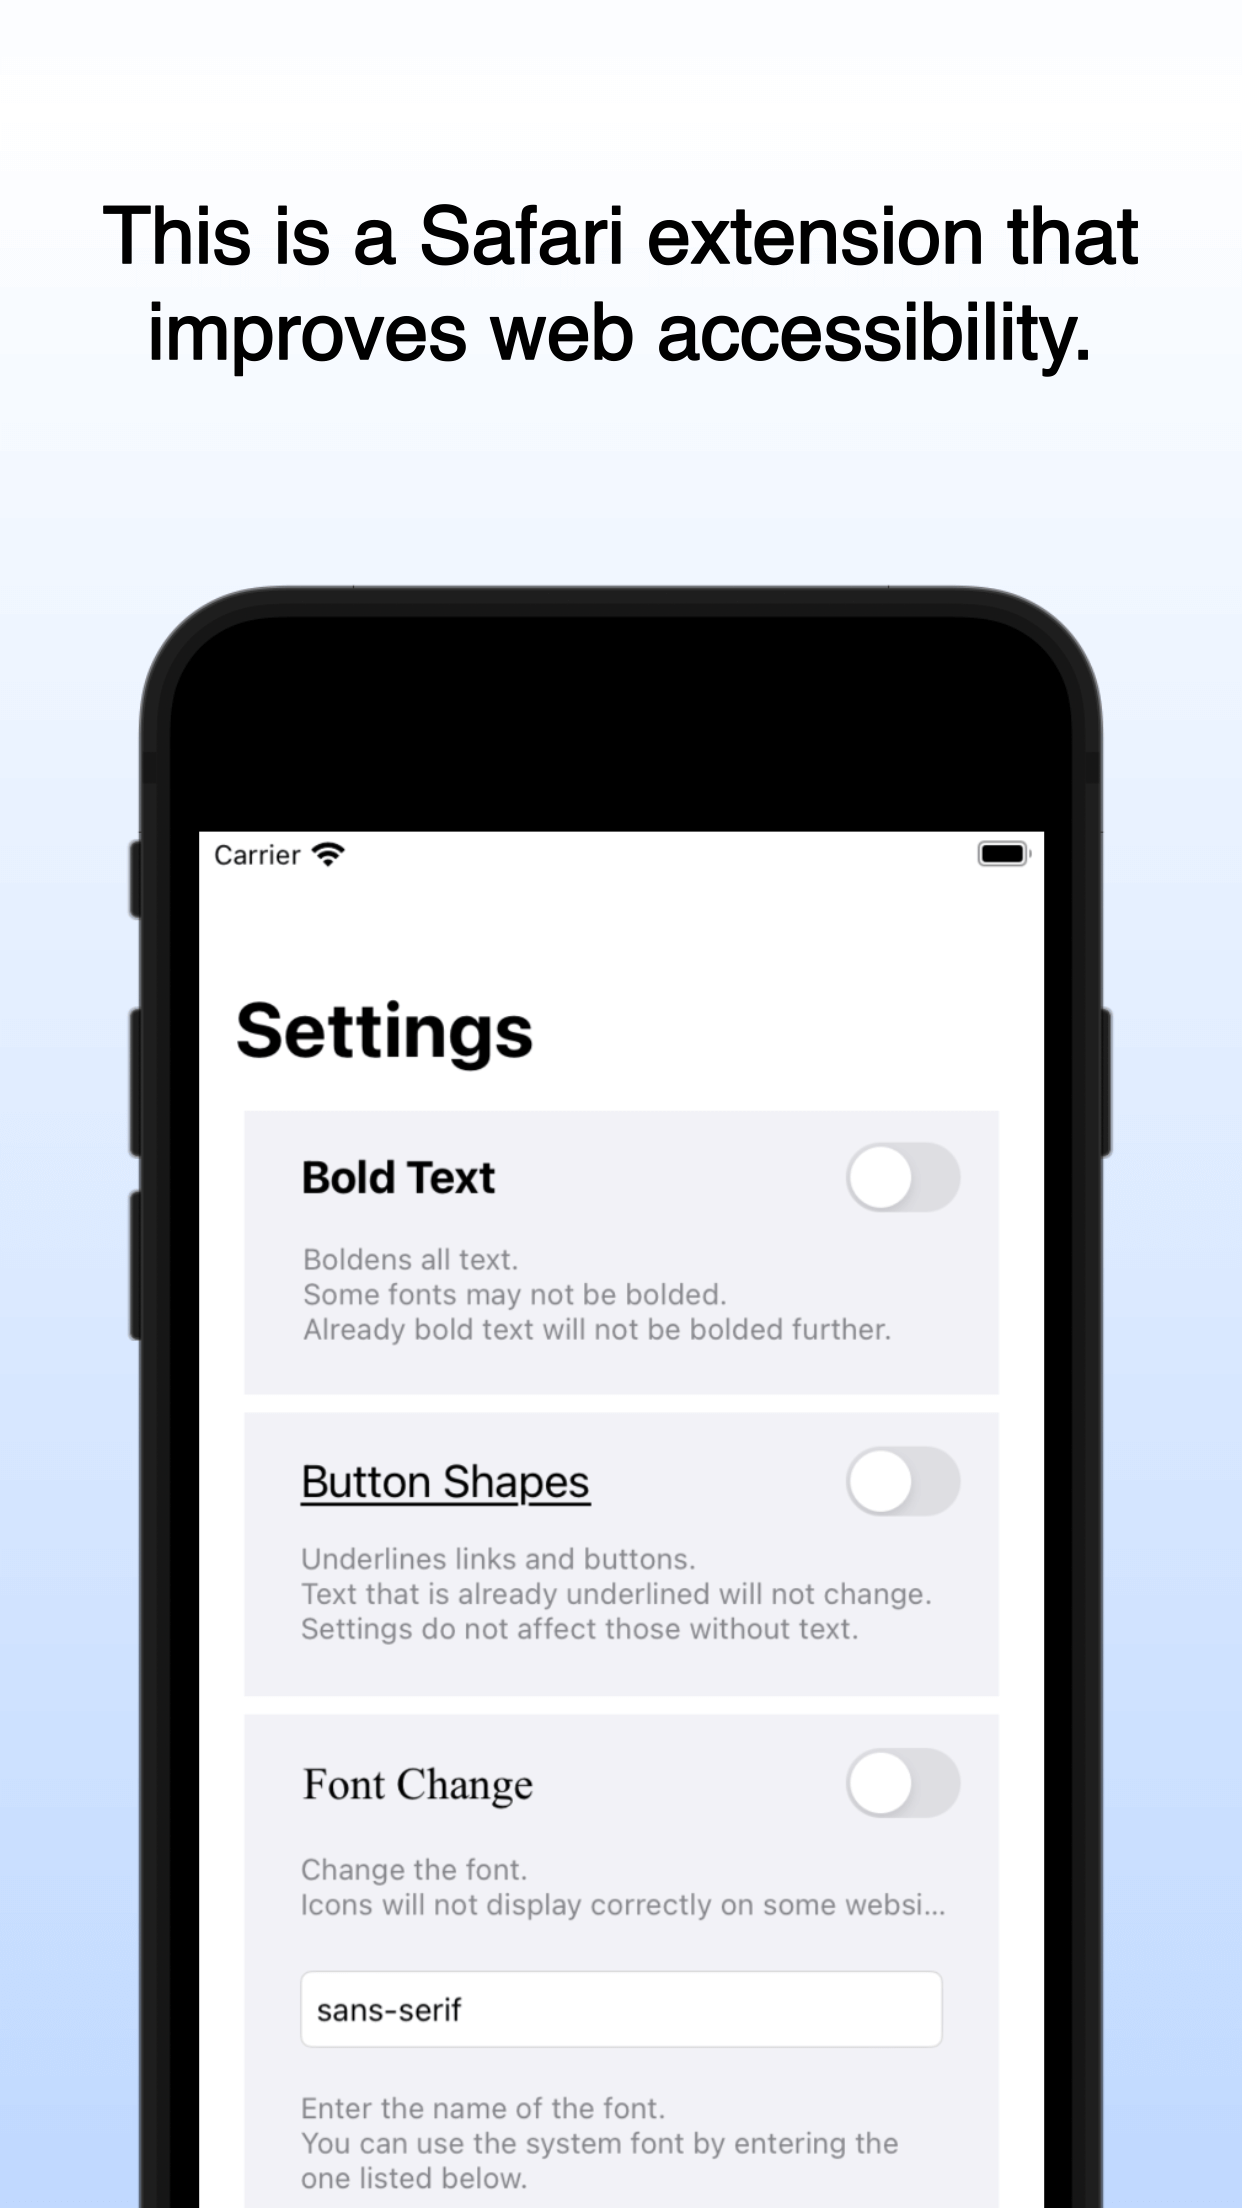 This is a Safari extension that
improves web accessibility.
Carrier
Settings
Bold Text
Boldens all text.
Some fonts may not be bolded.
Already bold text will not be bolded further.
Button Shapes
Underlines links and buttons.
Text that is already underlined will not change.
Settings do not affect those without text.
Font Change
Change the font.
Icons will not display correctly on some websi...
sans-serif
Enter the name of the font.
You can use the system font by entering the
one listed below.